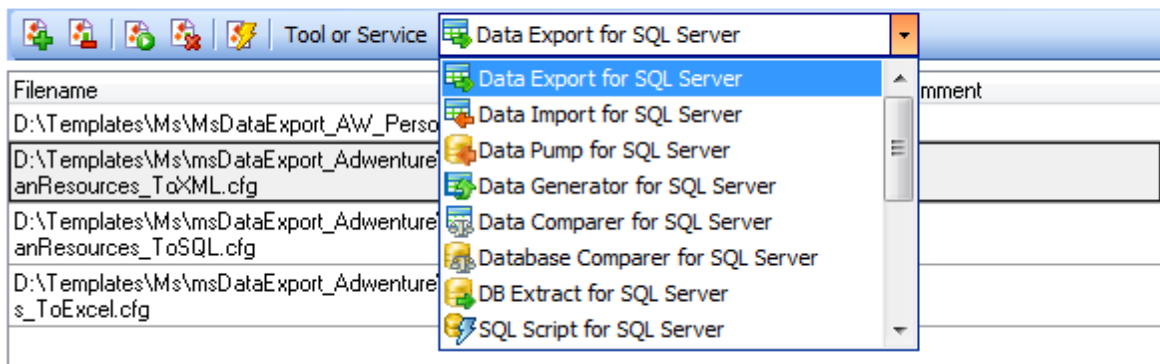 Tool or Service Data Export for SQL Server
Filename
mment
Data Export for SQL Server
Data Import for SQL Server
Data Pump for SQL Server
Data Generator for SQL Server
Data Comparer for SQL Server
Database Comparer for SQL Server
DB Extract for SQL Server
SQL Script for SQL Server
D:\Templates\Ms\MsDataExport_AW_Perso
D:\Templates\Ms\msDataExport_Adwenture
anResources_ToXML.cfg
D:\Templates\Ms\msDataExport_Adwenture
anResources_ToSQL.cfg
D:\Templates\Ms\msDataExport_Adwenture
s_ToExcel.cfg